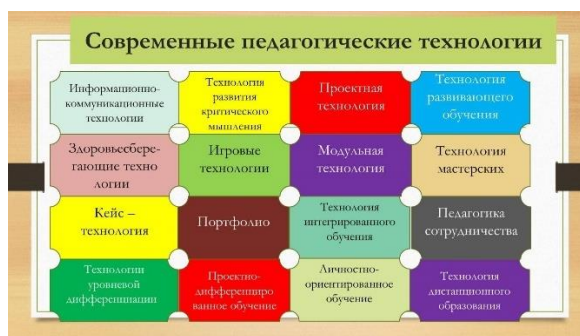 Современные педагогические технологии
Информационно-
коммуникационные
технологии
Технология
развития
критического
мышления
Проектная
технология
Технология
развивающего
обучения
Здоровьесбере-
гающие техно
логии
Игровые
технологии
Модульная
технология
Технология
мастерских
Кейс –
технология
Портфолио
Технология
интегрированного
обучения
Педагогика
сотрудничества
Технологии
уровневой
дифференциации
Проектно-
дифференциро
ванное обучение
Личностно-
ориентированное
обучение
Технология
дистанционного
образования